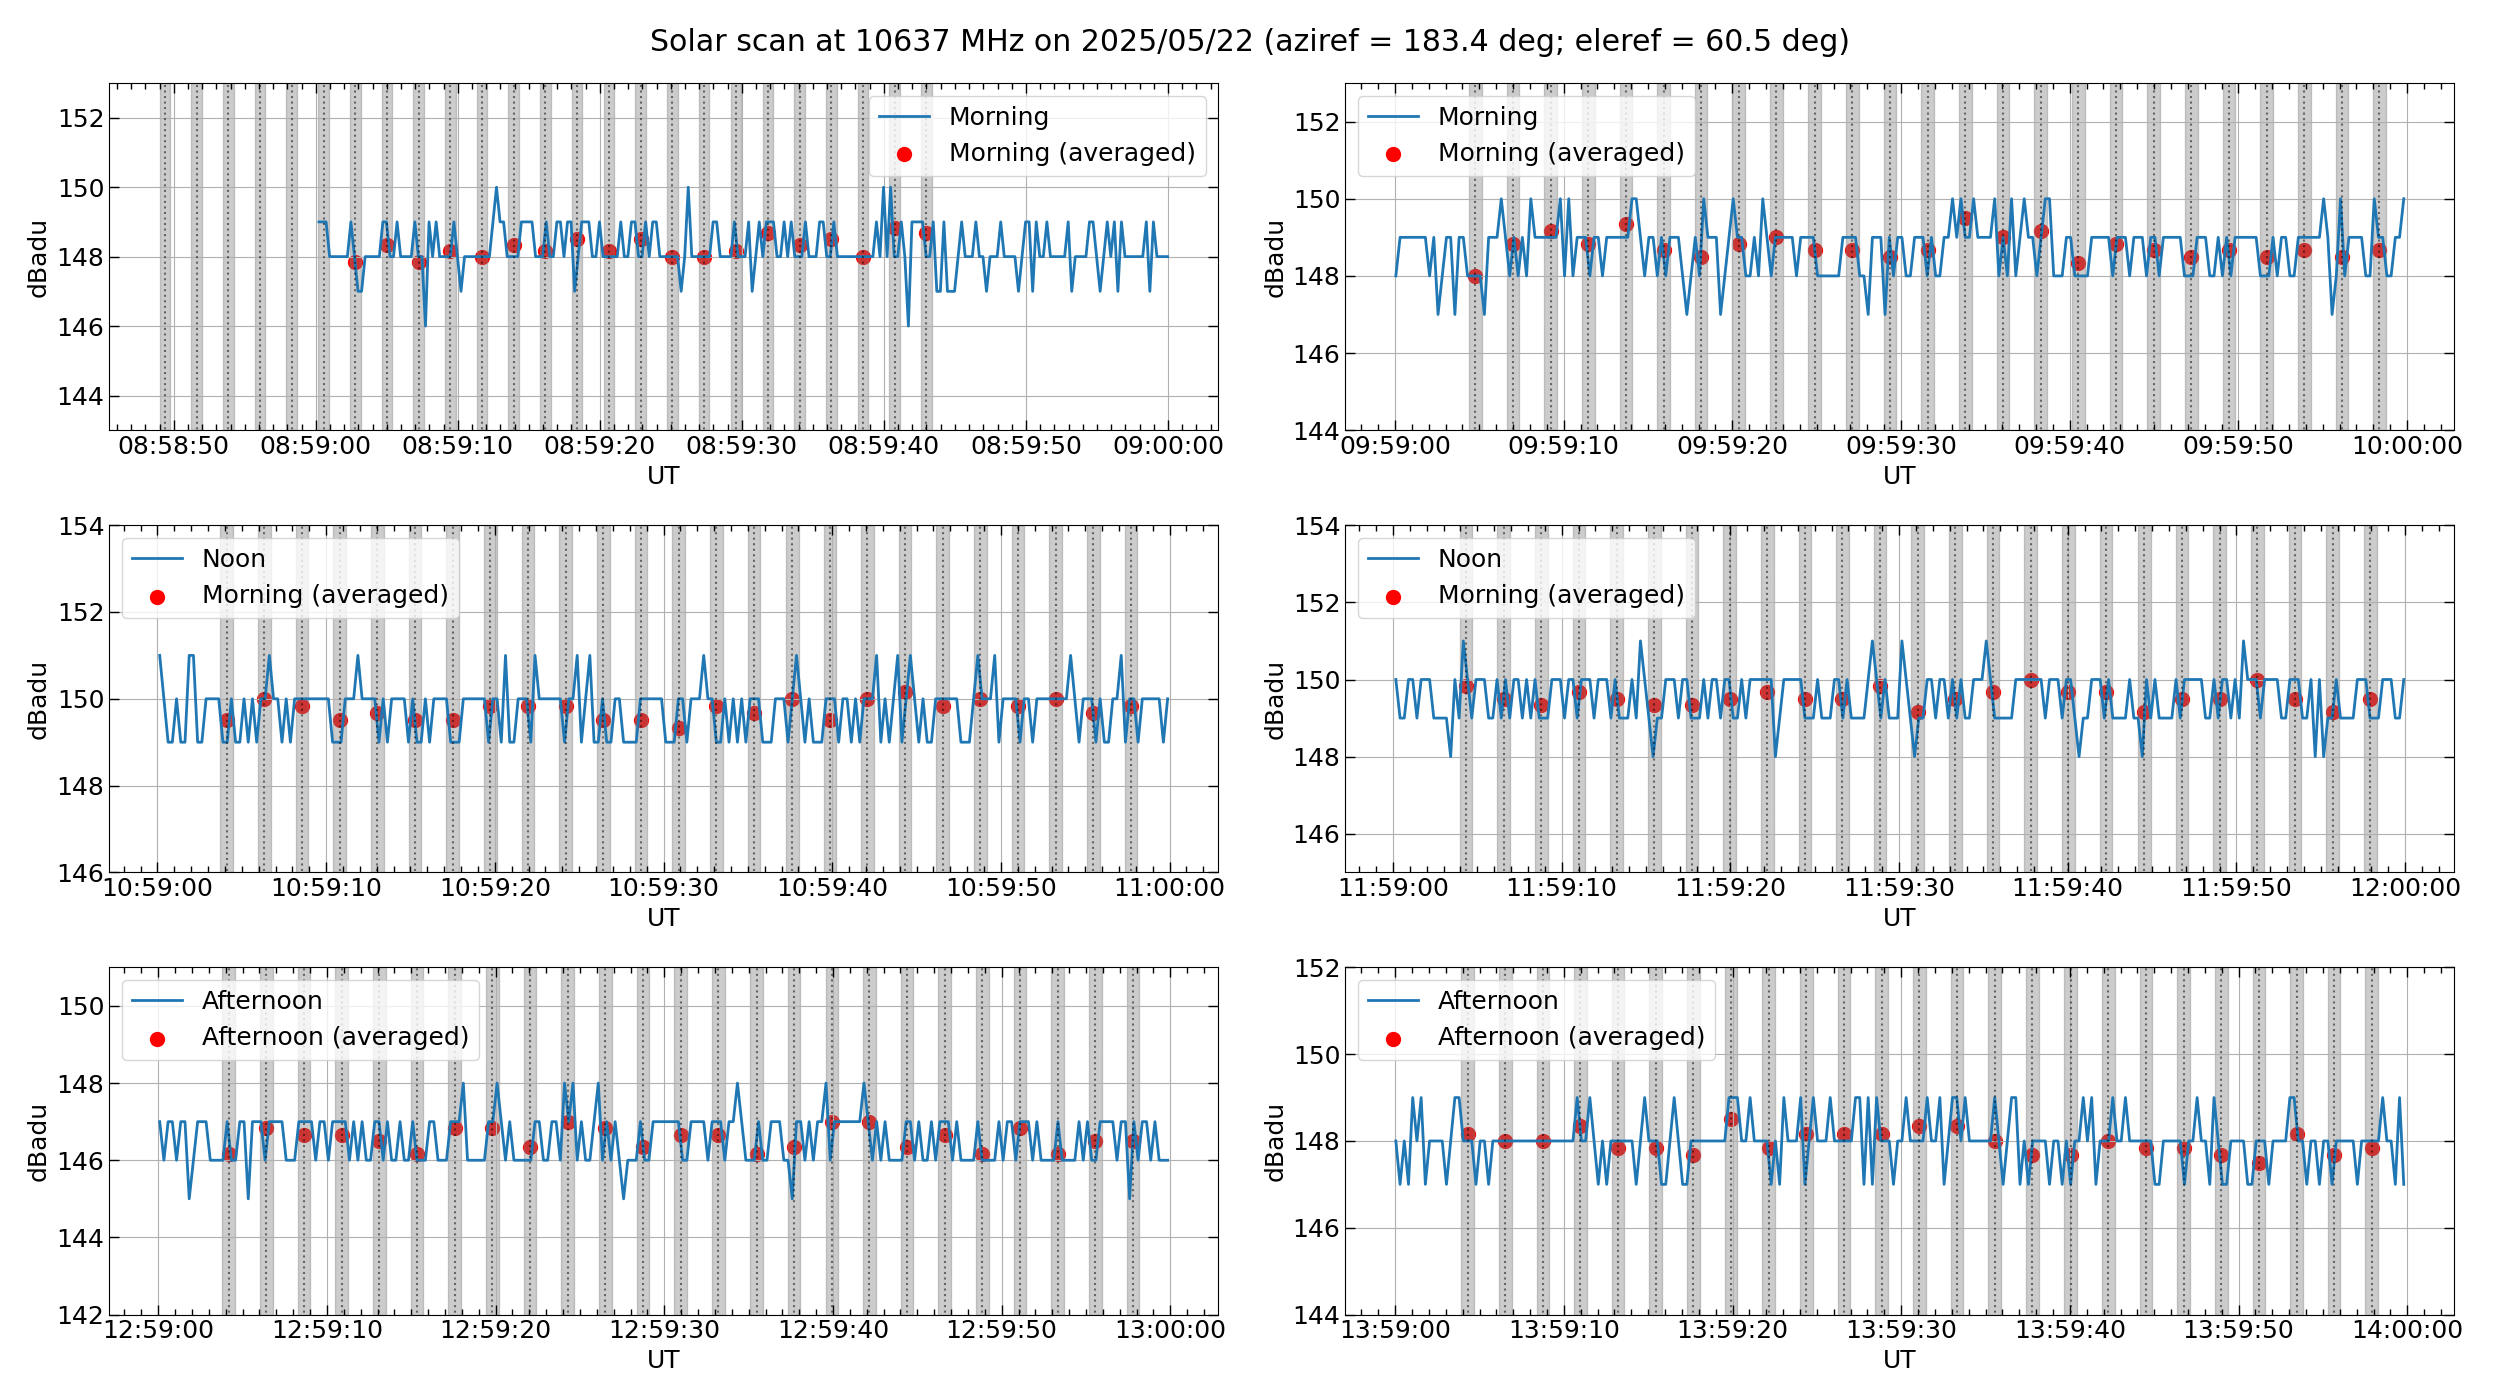 Solar scan at 10637 MHz on 2025/05/22 (aziref = 183.4 deg; eleref = 60.5 deg)
152
150
148
146
144
dBadu
Morning
Morning (averaged)
08:58:50 08:59:00 08:59:10 08:59:20 08:59:30 08:59:40 08:59:50 09:00:00
UT
152
150
148
146
144
dBadu
Morning
Morning (averaged)
09:59:00 09:59:10 09:59:20 09:59:30 09:59:40 09:59:50 10:00:00
UT
154
152
150
148
146
dBadu
Noon
Morning (averaged)
10:59:00 10:59:10 10:59:20 10:59:30 10:59:40 10:59:50 11:00:00
UT
154
152
150
148
146
dBadu
Noon
Morning (averaged)
11:59:00 11:59:10 11:59:20 11:59:30 11:59:40 11:59:50 12:00:00
UT
150
148
146
144
142
dBadu
Afternoon
Afternoon (averaged)
12:59:00 12:59:10 12:59:20 12:59:30 12:59:40 12:59:50 13:00:00
UT
152
150
148
146
144
dBadu
Afternoon
Afternoon (averaged)
13:59:00 13:59:10 13:59:20 13:59:30 13:59:40 13:59:50 14:00:00
UT